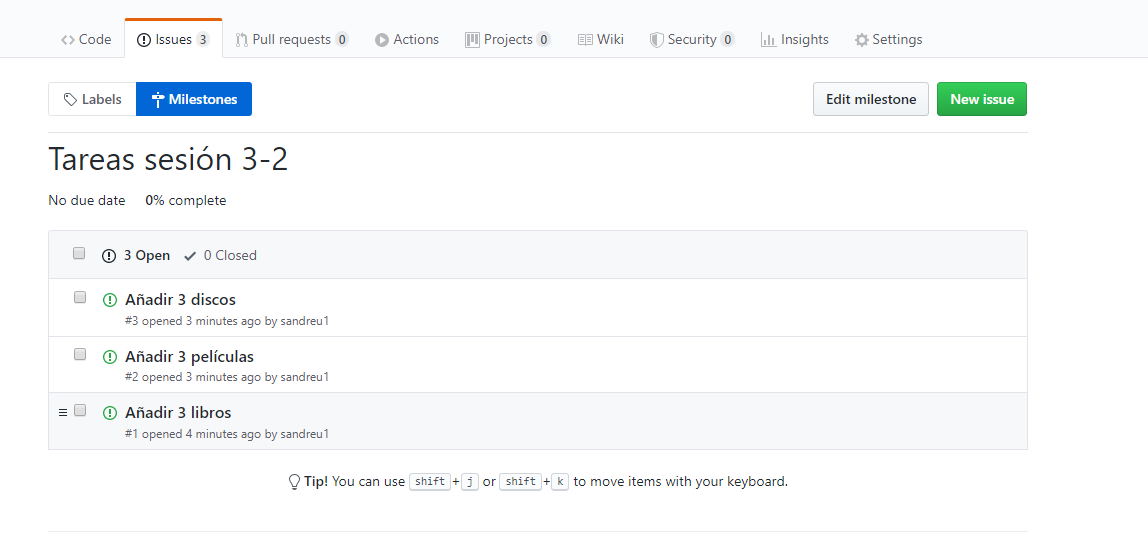 Code Issues 3 Pull requests 0 Actions Projects 0 Wiki Security 0 Insights Settings
Labels Milestones Edit milestone New issue
Tareas sesión 3-2
No due date 0% complete
3 Open 0 Closed
Añadir 3 discos
#3 opened 3 minutes ago by sandreu1
Añadir 3 películas
#2 opened 3 minutes ago by sandreu1
Añadir 3 libros
#1 opened 4 minutes ago by sandreu1
Tip! You can use shift+j or shift+k to move items with your keyboard.